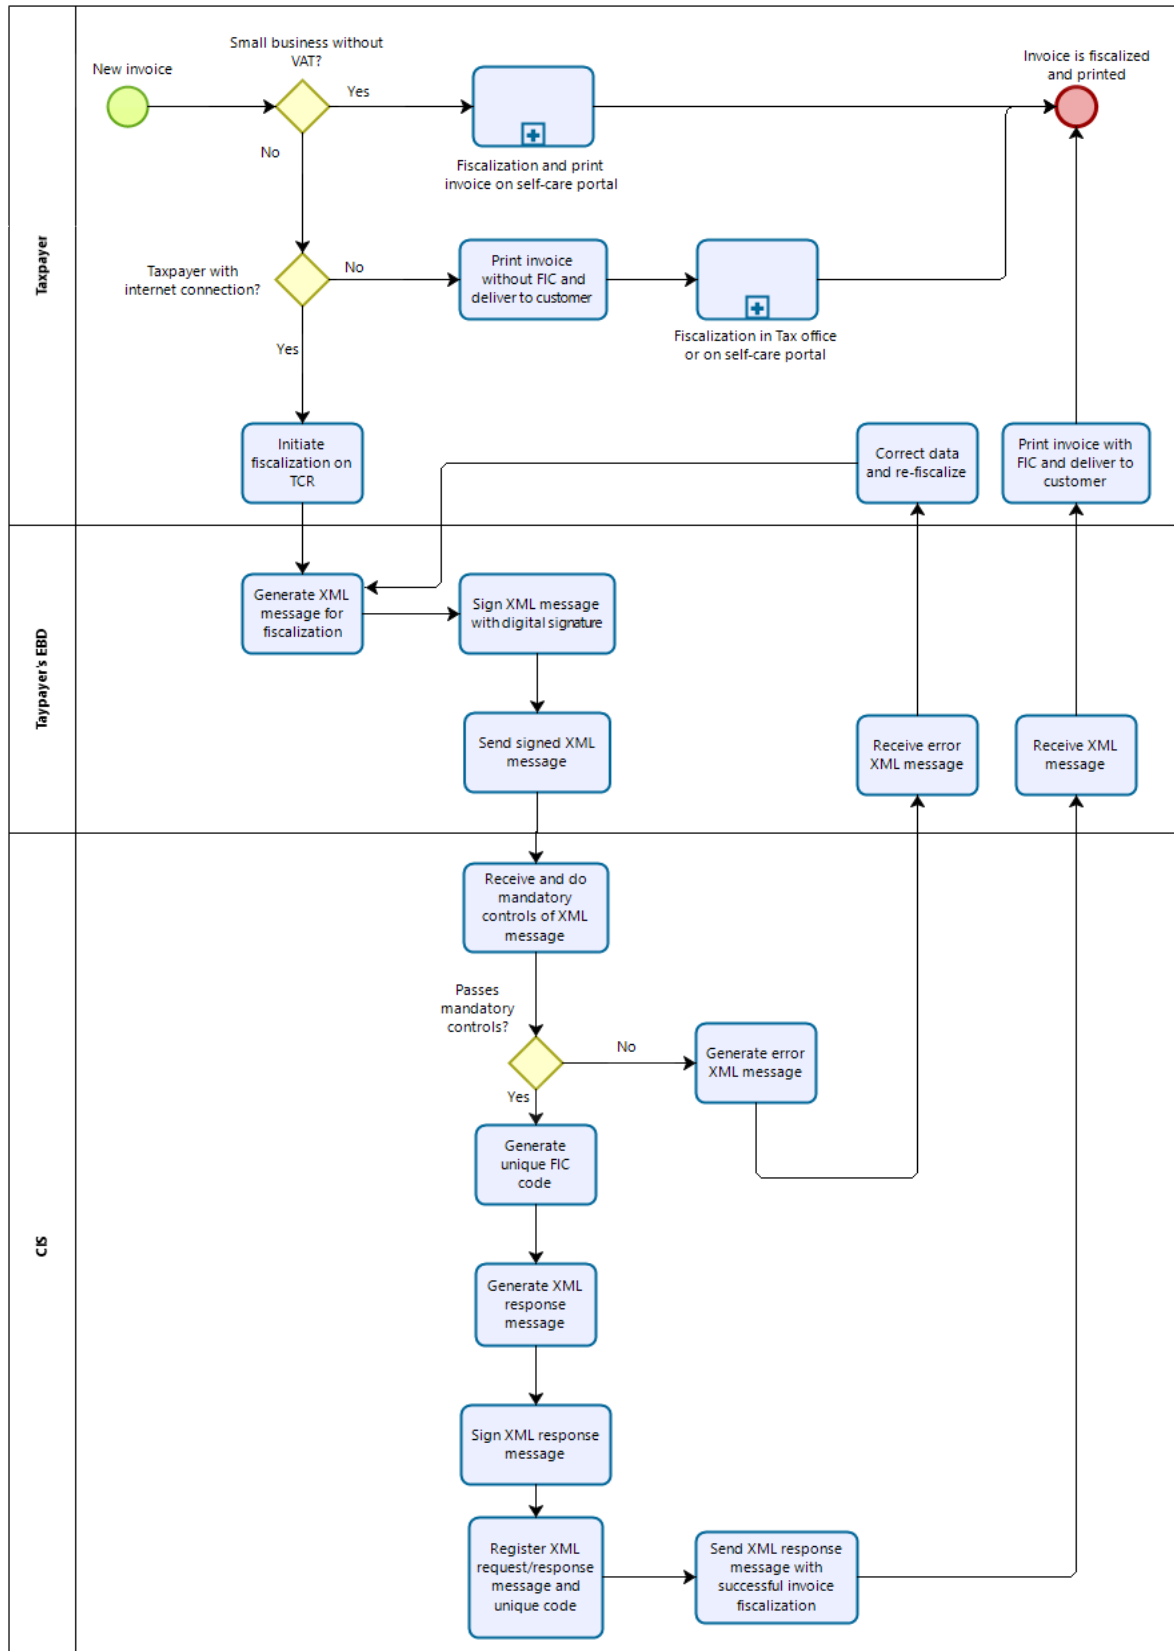 Small business without
VAT?
New invoice
Yes
No
Fiscalization and print
invoice on self-care portal
Invoice is fiscalized
and printed
Taxpayer
Taxpayer with
internet connection?
No
Yes
Print invoice
without FIC and
deliver to customer
Fiscalization in Tax office
or on self-care portal
Initiate
fiscalization on
TCR
Correct data
and re-fiscalize
Print invoice with
FIC and deliver to
customer
Taypayer's EBD
Generate XML
message for
fiscalization
Sign XML message
with digital signature
Send signed XML
message
Receive error
XML message
Receive XML
message
CIS
Receive and do
mandatory
controls of XML
message
Passes
mandatory
controls?
No
Yes
Generate error
XML message
Generate
unique FIC
code
Generate XML
response
message
Sign XML response
message
Register XML
request/response
message and
unique code
Send XML response
message with
successful invoice
fiscalization